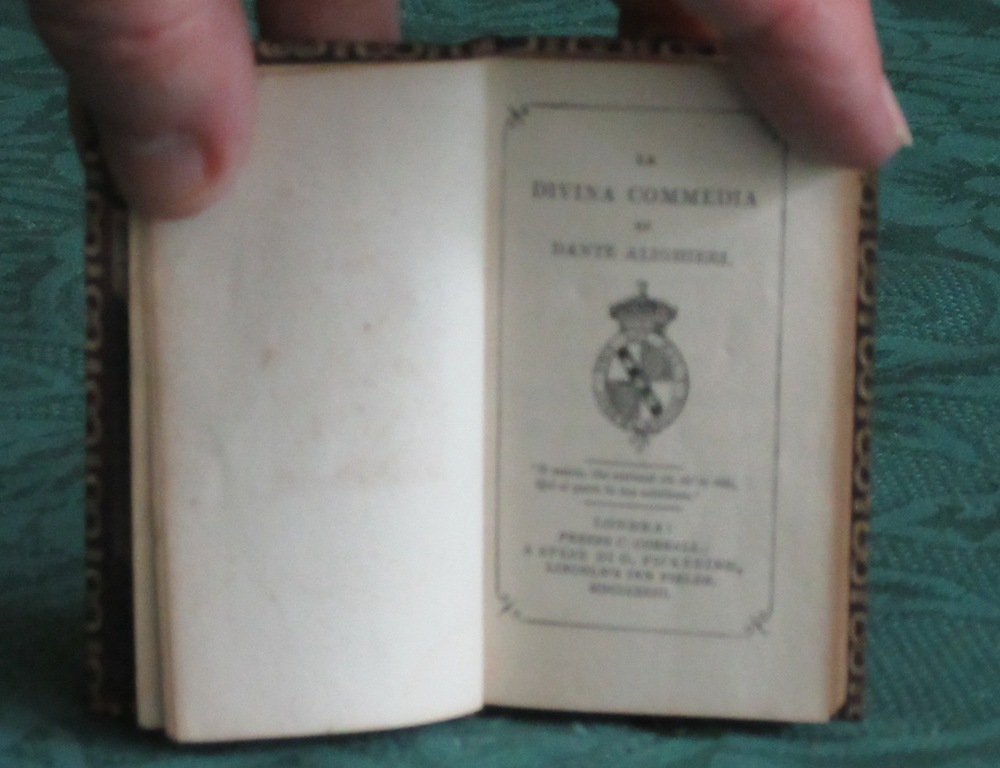 LA
DIVINA COMMEDIA
DI
DANTE ALIGHIERI.
LONDRA:
PRESSO C. CORRALL;
A SPESE DI G. PICKERING,
LINCOLN'S INN FIELDS.